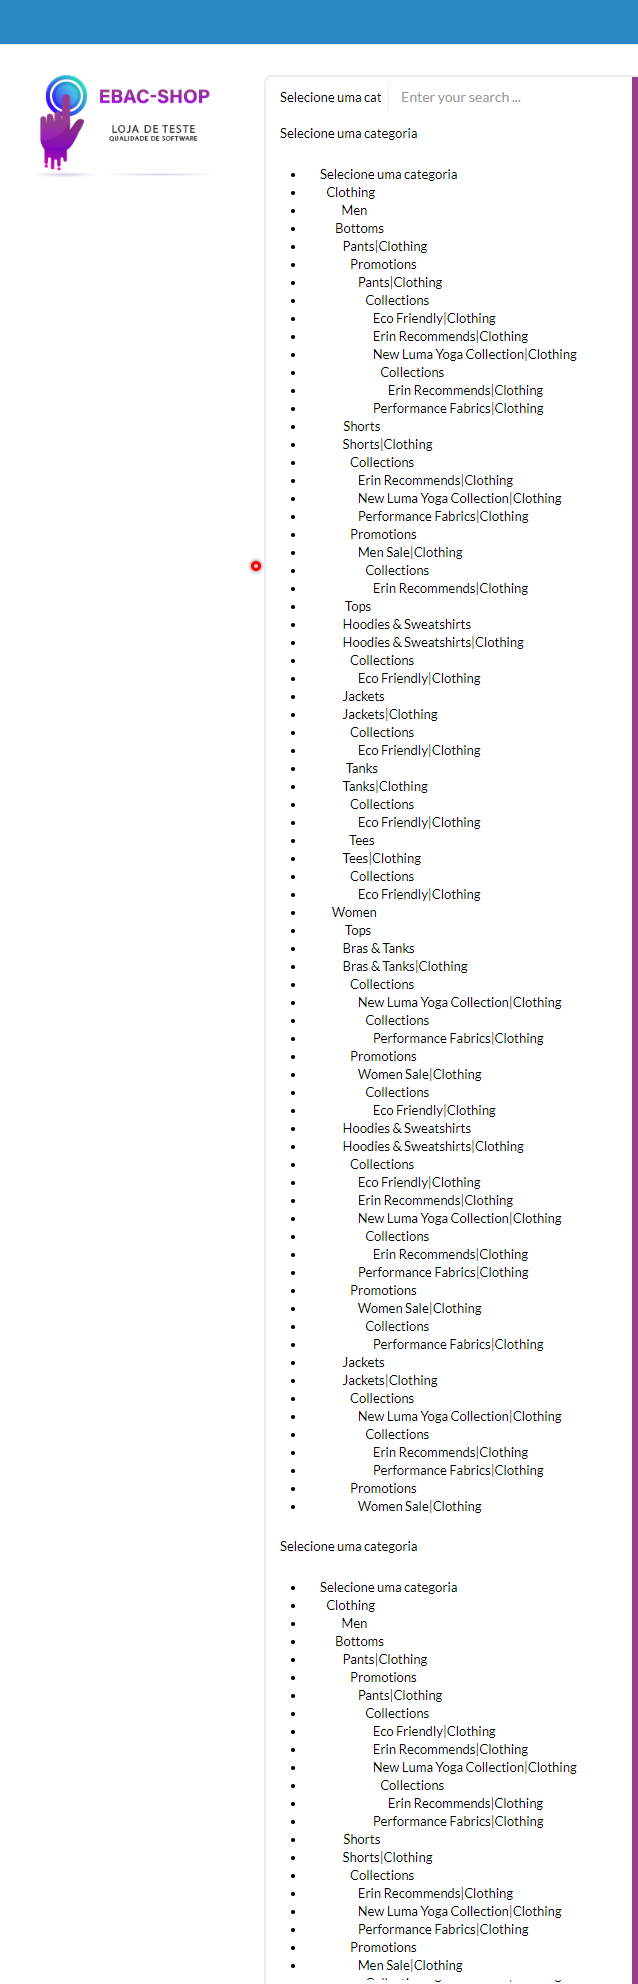 EBAC-SHOP
LOJA DE TESTE
QUALIDADE DE SOFTWARE
Selione uma cat Enter your search ...
Selecione uma categoria
Selecione uma categoria
Clothing
Men
Bottoms
Pants|Clothing
Promotions
Pants|Clothing
Collections
Eco Friendly|Clothing
Erin Recommends|Clothing
New Luma Yoga Collection|Clothing
Collections
Erin Recommends|Clothing
Performance Fabrics|Clothing
Shorts
Shorts|Clothing
Collections
Erin Recommends|Clothing
New Luma Yoga Collection|Clothing
Performance Fabrics|Clothing
Promotions
Men Sale|Clothing
Collections
Erin Recommends|Clothing
Tops
Hoodies & Sweatshirts
Hoodies & Sweatshirts|Clothing
Collections
Eco Friendly|Clothing
Jackets
Jackets|Clothing
Collections
Eco Friendly|Clothing
Tanks
Tanks|Clothing
Collections
Eco Friendly|Clothing
Tees
Tees|Clothing
Collections
Eco Friendly|Clothing
Women
Tops
Bras & Tanks
Bras & Tanks|Clothing
Collections
New Luma Yoga Collection|Clothing
Collections
Performance Fabrics|Clothing
Promotions
Women Sale|Clothing
Collections
Eco Friendly|Clothing
Hoodies & Sweatshirts
Hoodies & Sweatshirts|Clothing
Collections
Eco Friendly|Clothing
Erin Recommends|Clothing
New Luma Yoga Collection|Clothing
Collections
Erin Recommends|Clothing
Performance Fabrics|Clothing
Promotions
Women Sale|Clothing
Collections
Performance Fabrics|Clothing
Jackets
Jackets|Clothing
Collections
New Luma Yoga Collection|Clothing
Collections
Erin Recommends|Clothing
Performance Fabrics|Clothing
Promotions
Women Sale|Clothing
Selecione uma categoria
Selecione uma categoria
Clothing
Men
Bottoms
Pants|Clothing
Promotions
Pants|Clothing
Collections
Eco Friendly|Clothing
Erin Recommends|Clothing
New Luma Yoga Collection|Clothing
Collections
Erin Recommends|Clothing
Performance Fabrics|Clothing
Shorts
Shorts|Clothing
Collections
Erin Recommends|Clothing
New Luma Yoga Collection|Clothing
Performance Fabrics|Clothing
Promotions
Men Sale|Clothing